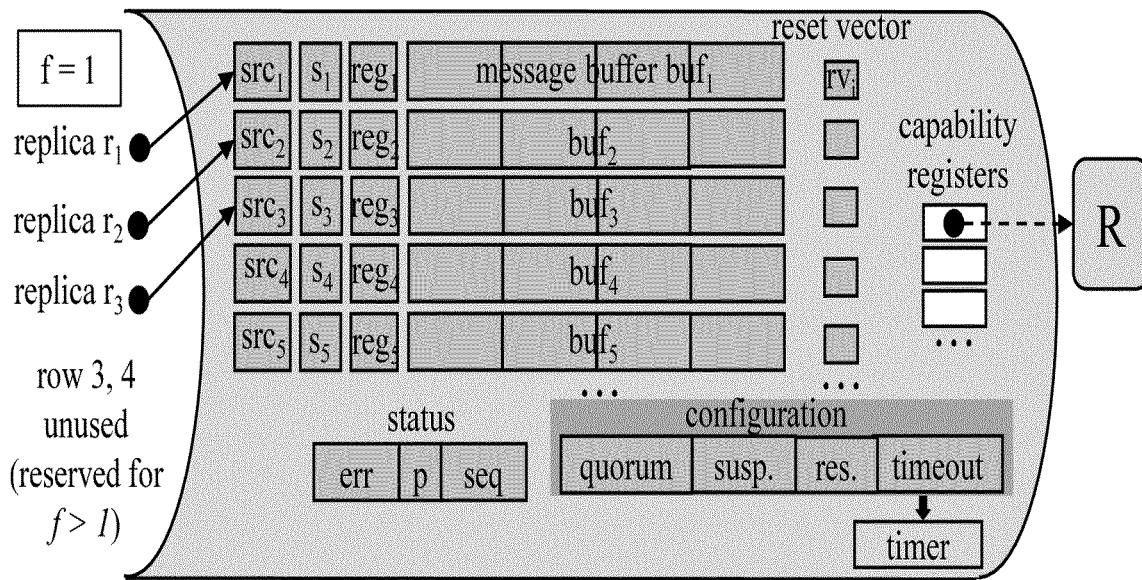 f = 1
reset vector
src₁ s₁ reg₁ message buffer buf₁ rvᵢ
replica r₁
src₂ s₂ reg₂ buf₂
capability
registers
replica r₂
src₃ s₃ reg₃ buf₃
R
replica r₃
src₄ s₄ reg₄ buf₄
src₅ s₅ reg₅ buf₅
...
row 3, 4
unused
(reserved for
f > 1)
... ...
status
err p seq
configuration
quorum susp. res. timeout
timer